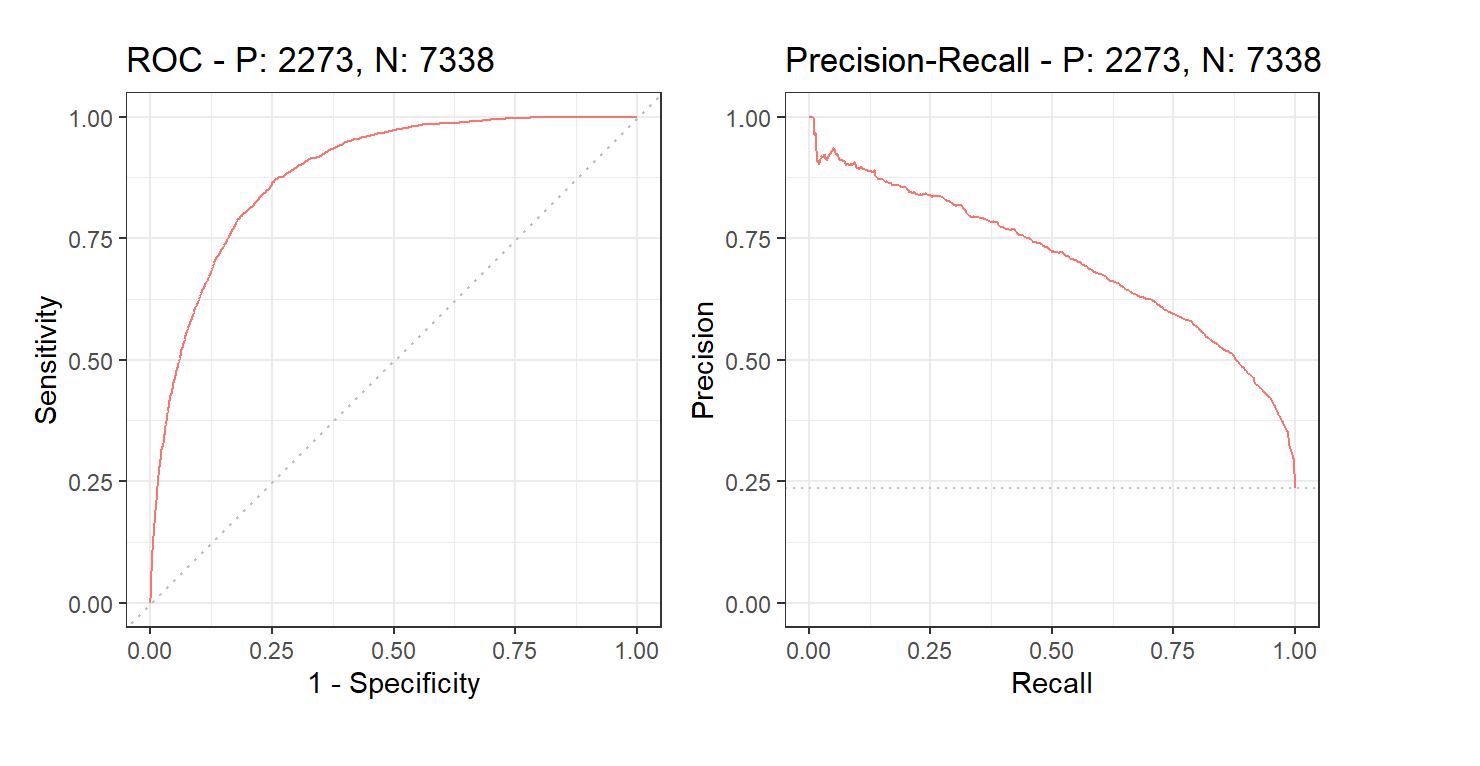 ROC - P: 2273, N: 7338
1.00
0.75
0.50
0.25
0.00
Sensitivity
0.00 0.25 0.50 0.75 1.00
1 - Specificity
Precision-Recall - P: 2273, N: 7338
1.00
0.75
0.50
0.25
0.00
Precision
0.00 0.25 0.50 0.75 1.00
Recall